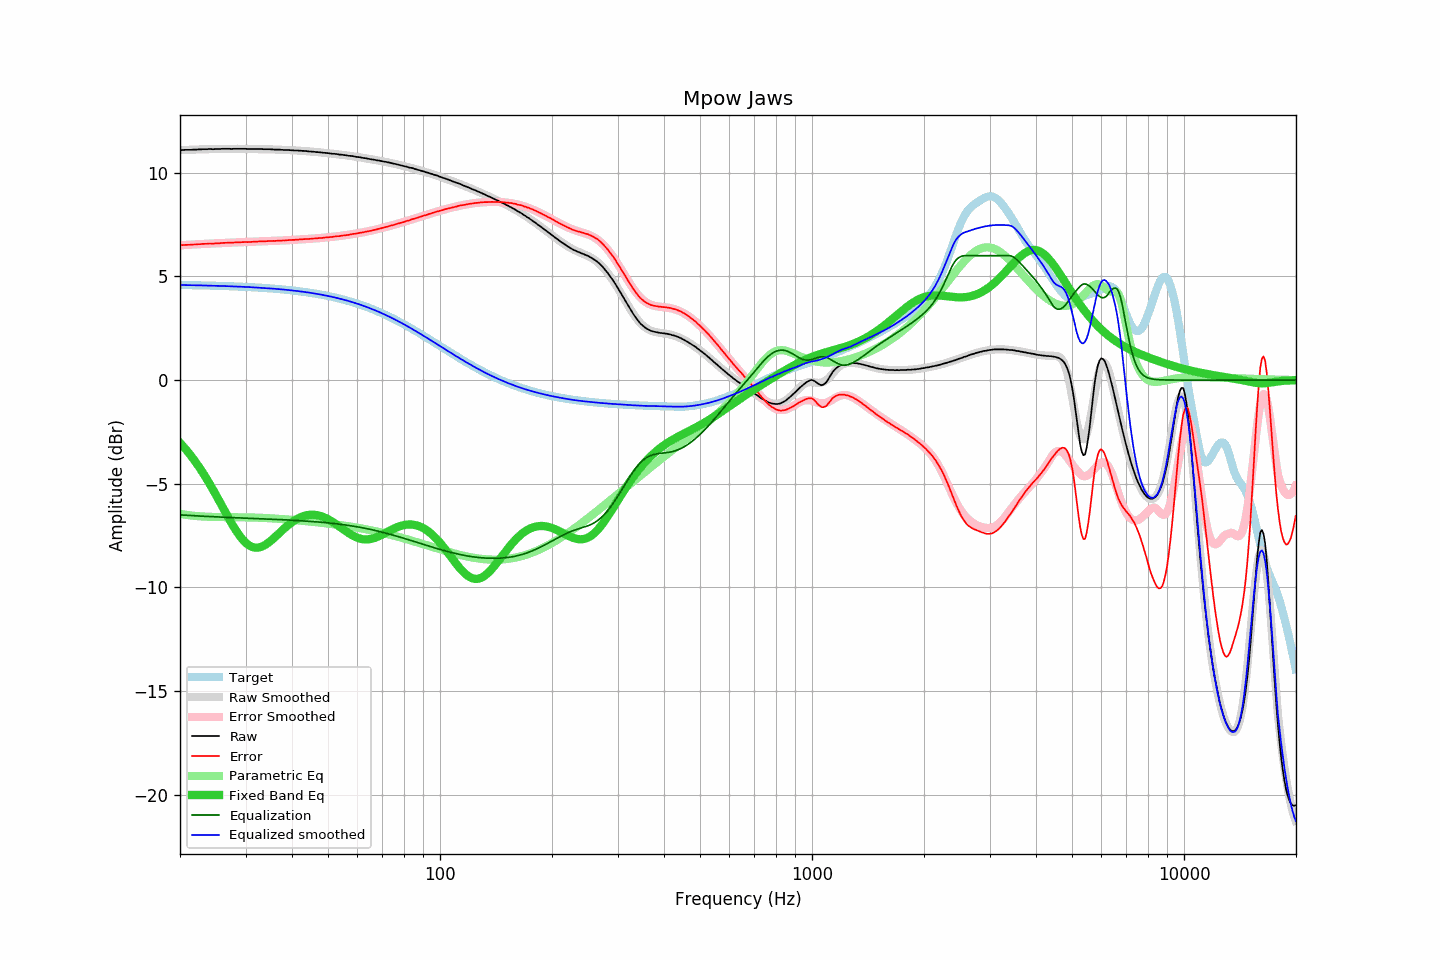 Mpow Jaws
Amplitude (dBr)
10
5
0
−5
−10
−15
−20
Target
Raw Smoothed
Error Smoothed
Raw
Error
Parametric Eq
Fixed Band Eq
Equalization
Equalized smoothed
100
1000
10000
Frequency (Hz)